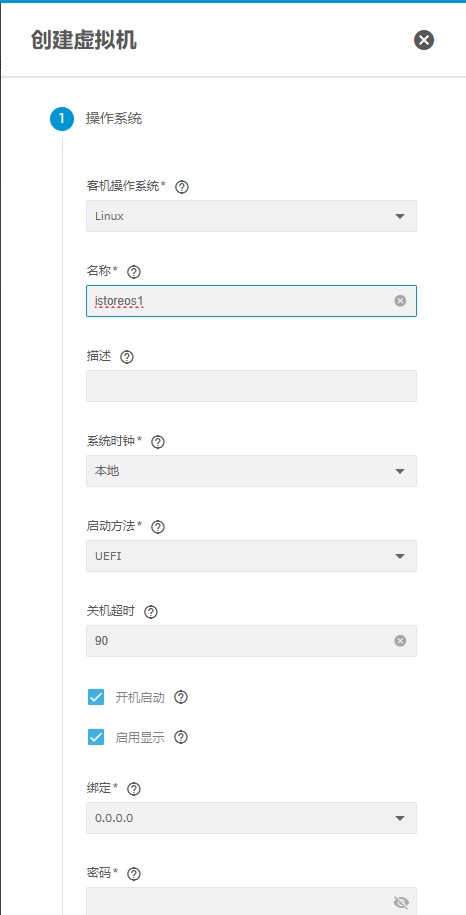 创建虚拟机
1 操作系统
客机操作系统*
Linux
名称*
istoreos1
描述
系统时钟*
本地
启动方法*
UEFI
关机超时
90
开机启动
启用显示
绑定*
0.0.0.0
密码*